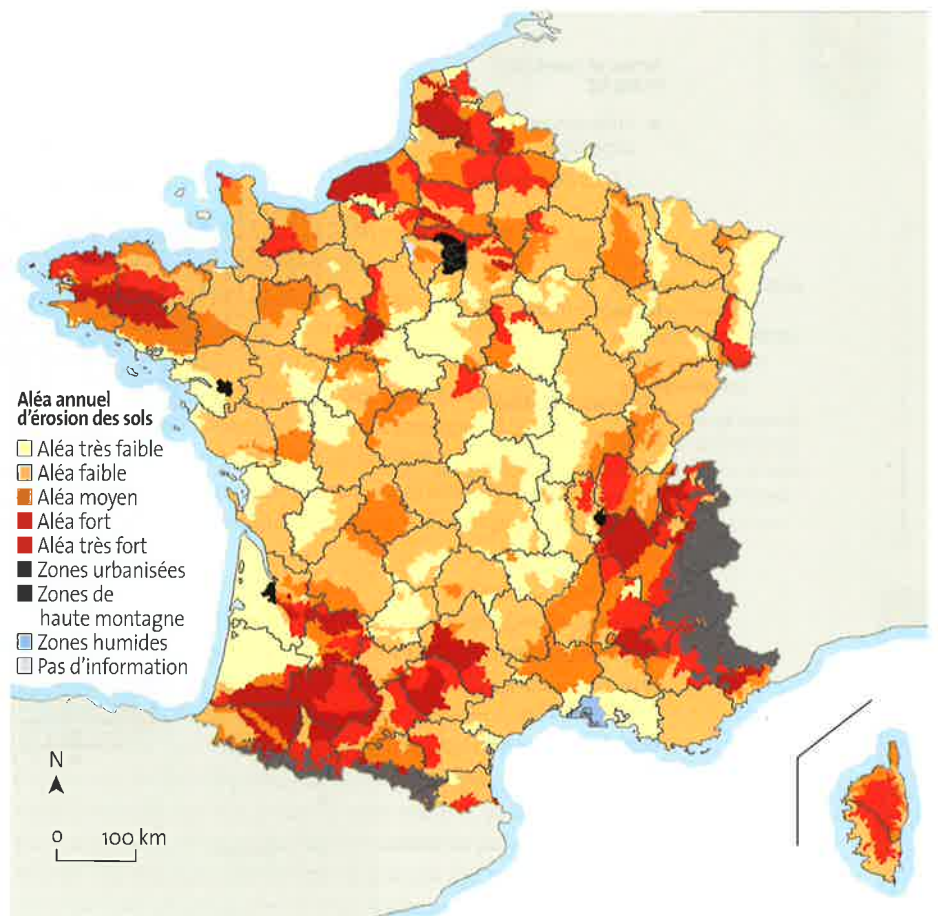 Aléa annuel
d'érosion des sols
Aléa très faible
Aléa faible
Aléa moyen
Aléa fort
Aléa très fort
Zones urbanisées
Zones de
haute montagne
Zones humides
Pas d'information
N
0 100 km